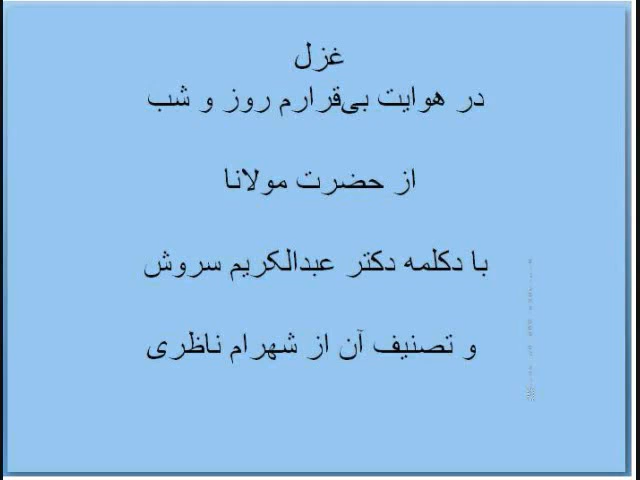 غزل
در هوایت بی‌قرارم روز و شب
از حضرت مولانا
با دکلمه دکتر عبدالکریم سروش
و تصنیف آن از شهرام ناظری